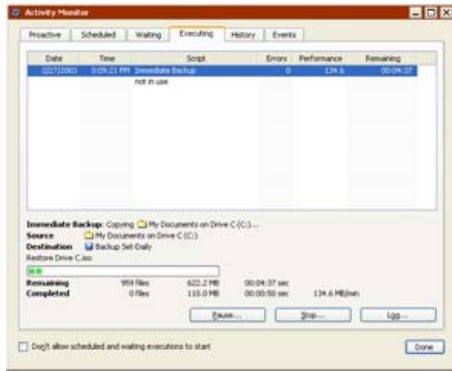 Activity Monitor
Proactive Scheduled Waiting Executing History Events
Date Time Script Errors Performance Remaining
2/27/2003 3:09:21 PM Immediate Backup 0 134.6 00:04:37
not in use
Immediate Backup: Copying My Documents on Drive C (C:)...
Source My Documents on Drive C (C:)
Destination Backup Set-Daily
Restore Drive C.iso
Remaining 959 files 622.2 MB 00:04:37 sec
Completed 0 files 110.0 MB 00:00:50 sec 134.6 MB/min
Pause... Stop... Log...
Don't allow scheduled and waiting executions to start Done